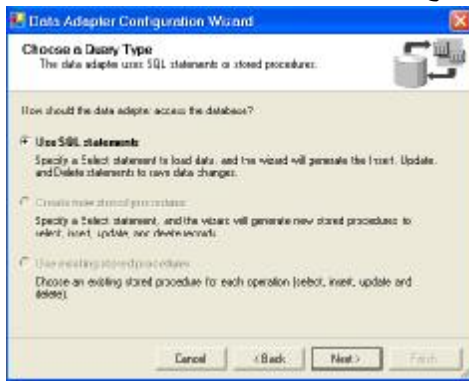 Data Adapter Configuration Wizard
Choose a Query Type
The data adapter uses SQL statements or stored procedures.
How should the data adapter access the database?
Use SQL statements
Specify a Select statement to load data, and the wizard will generate the Insert, Update,
and Delete statements to save data changes.
Create new stored procedures
Specify a Select statement, and the wizard will generate new stored procedures to
select, insert, update, and delete records.
Use existing stored procedures
Choose an existing stored procedure for each operation (select, insert, update and
delete).
Cancel
< Back
Next >
Finish